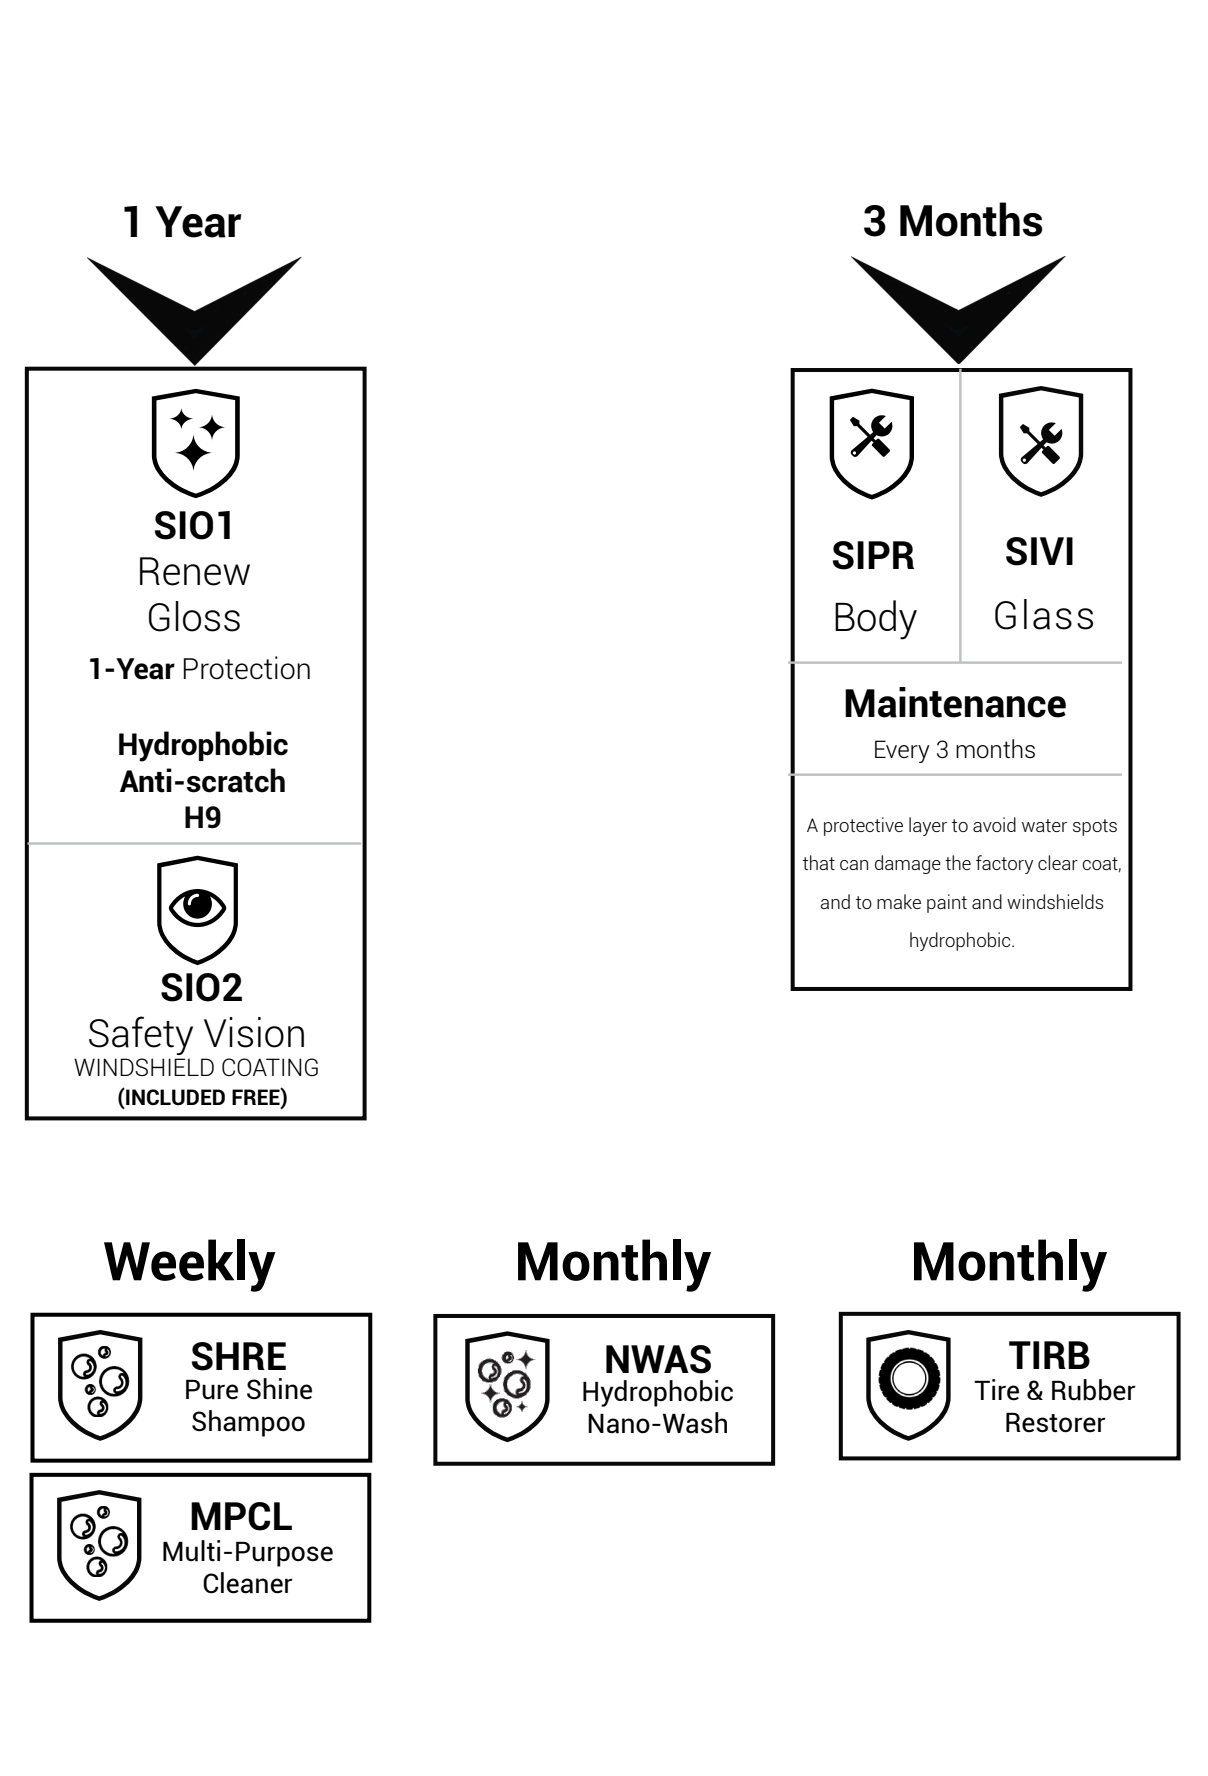 1 Year
SIO1
Renew
Gloss
1-Year Protection
Hydrophobic
Anti-scratch
H9
SIO2
Safety Vision
WINDSHIELD COATING
(INCLUDED FREE)
3 Months
SIPR
Body
SIVI
Glass
Maintenance
Every 3 months
A protective layer to avoid water spots
that can damage the factory clear coat,
and to make paint and windshields
hydrophobic.
Weekly
SHRE
Pure Shine
Shampoo
MPCL
Multi-Purpose
Cleaner
Monthly
NWAS
Hydrophobic
Nano-Wash
Monthly
TIRB
Tire & Rubber
Restorer